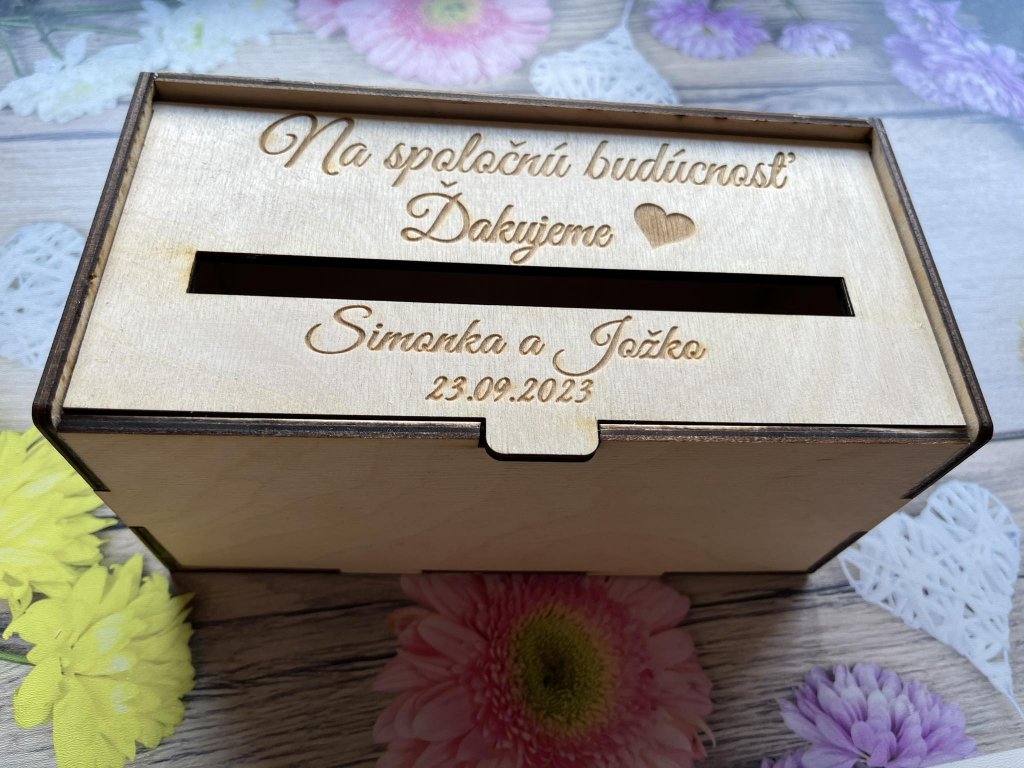 Na spoločnú budúcnosť
Ďakujeme
Simonka a Jožko
23.09.2023